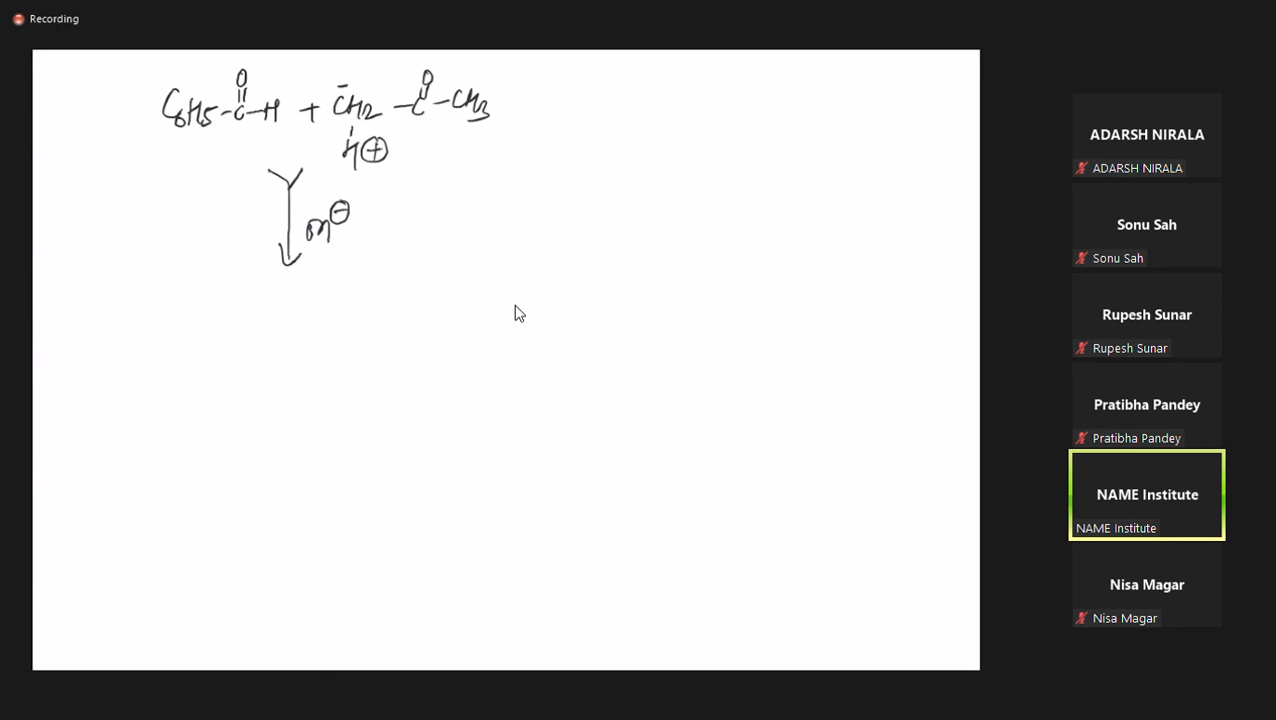 Recording
O O
C6H5-C-H + C̄H2-C-CH3
H⊕
OH⊖
ADARSH NIRALA
ADARSH NIRALA
Sonu Sah
Sonu Sah
Rupesh Sunar
Rupesh Sunar
Pratibha Pandey
Pratibha Pandey
NAME Institute
NAME Institute
Nisa Magar
Nisa Magar